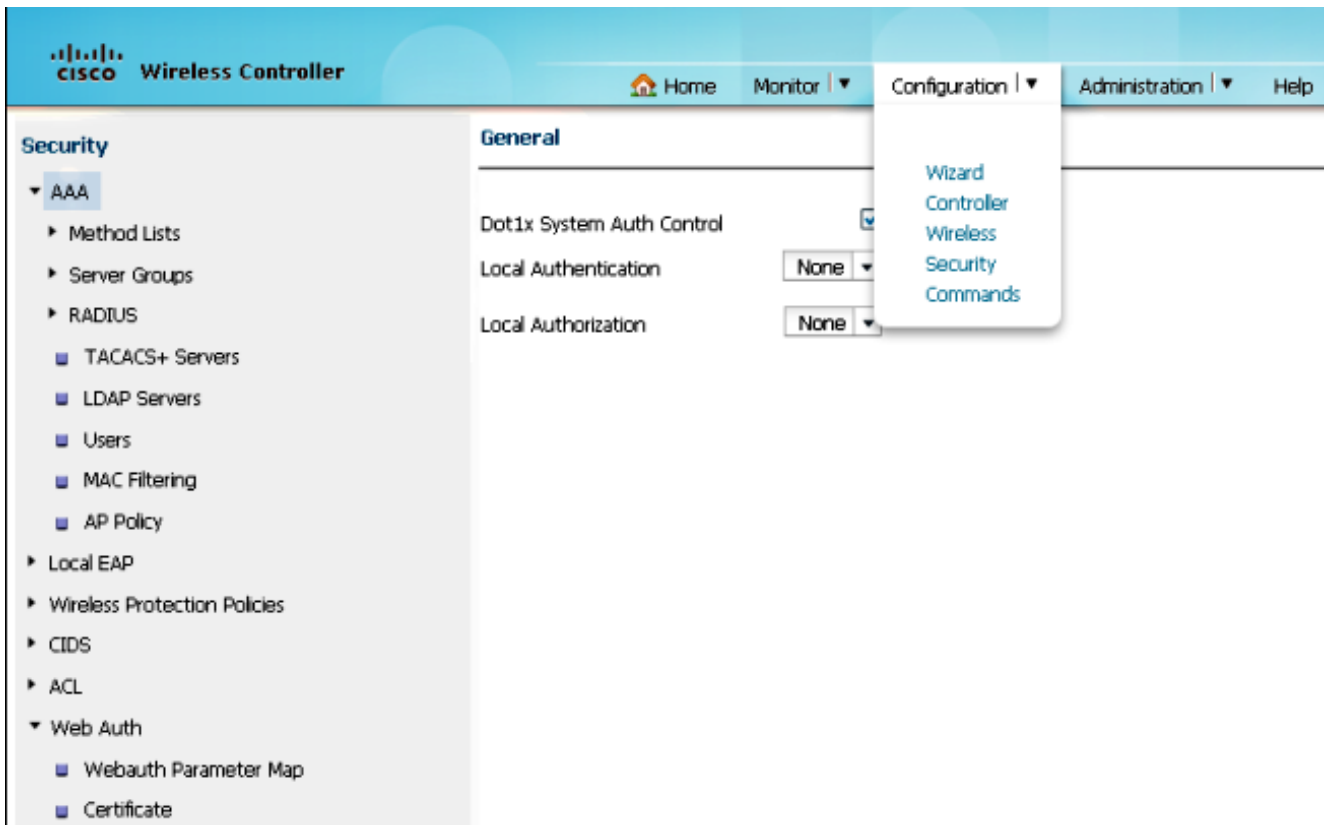 CISCO Wireless Controller
Home Monitor Configuration Administration Help
Security
AAA
Method Lists
Server Groups
RADIUS
TACACS+ Servers
LDAP Servers
Users
MAC Filtering
AP Policy
Local EAP
Wireless Protection Policies
CIDS
ACL
Web Auth
Webauth Parameter Map
Certificate
General
Dot1x System Auth Control
Local Authentication None
Local Authorization None
Wizard
Controller
Wireless
Security
Commands